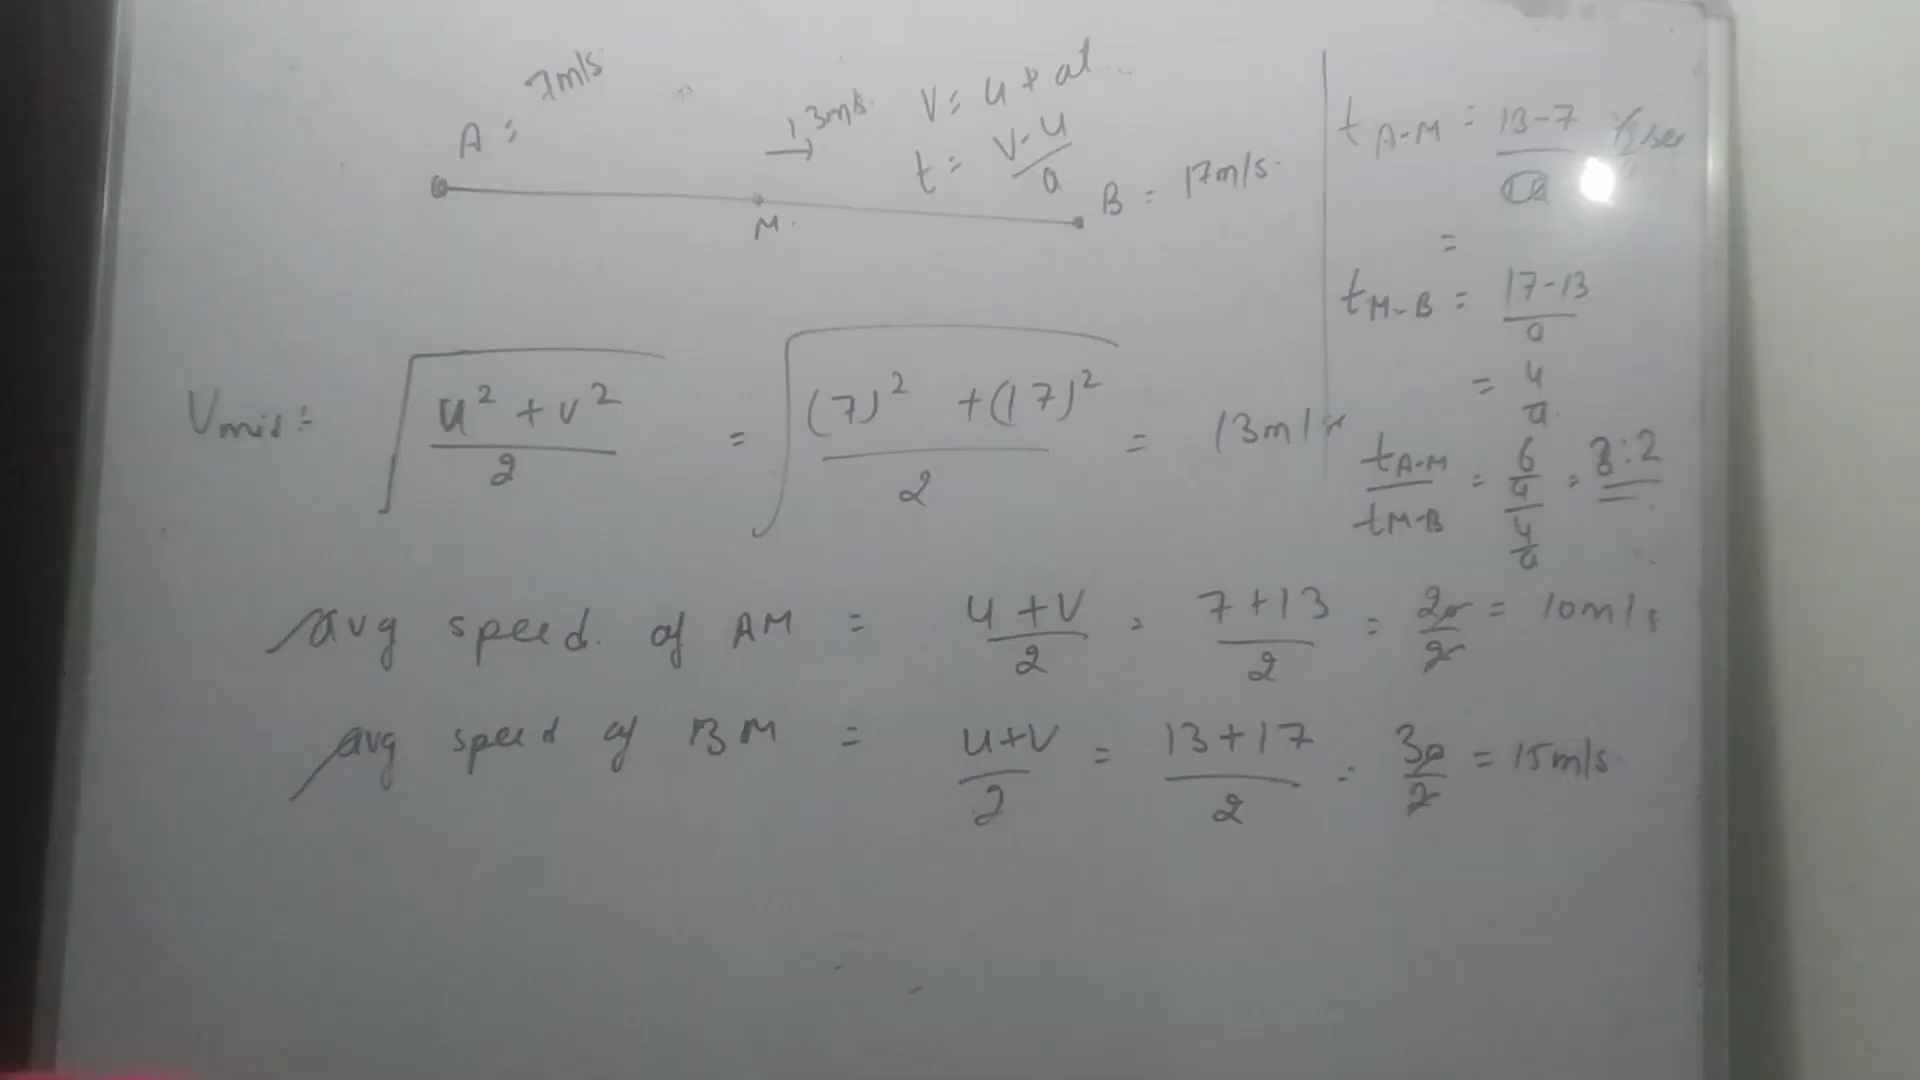 A : 7m/s
13m/s
V = u + at
t = V-u / a
M.
B = 17m/s.
Vmid = √(u² + v² / 2) = √((7)² + (17)² / 2) = 13m/s
avg speed. of AM = u+v / 2 = 7+13 / 2 = 20 / 2 = 10m/s
avg speed of BM = u+v / 2 = 13+17 / 2 = 30 / 2 = 15m/s
t A-M = 13-7 / a
=
t M-B = 17-13 / a
= 4 / a
t A-M / t M-B = 6/a / 4/a = 3:2